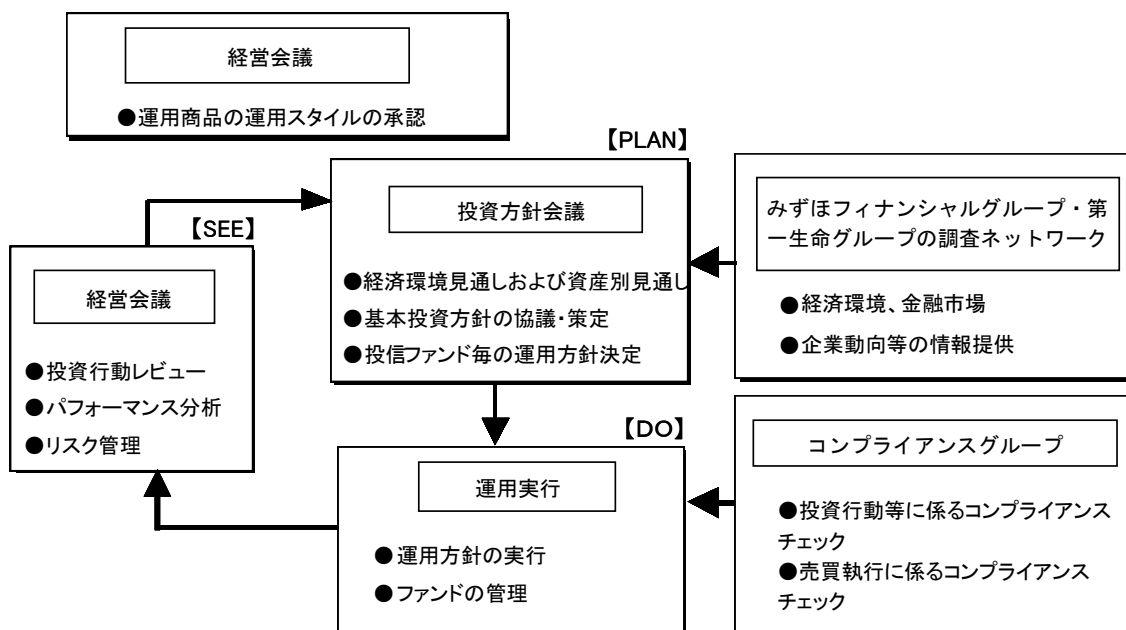 経営会議
●運用商品の運用スタイルの承認
【PLAN】
投資方針会議
●経済環境見通しおよび資産別見通し
●基本投資方針の協議・策定
●投信ファンド毎の運用方針決定
みずほフィナンシャルグループ・第
一生命グループの調査ネットワーク
●経済環境、金融市場
●企業動向等の情報提供
【SEE】
経営会議
●投資行動レビュー
●パフォーマンス分析
●リスク管理
【DO】
運用実行
●運用方針の実行
●ファンドの管理
コンプライアンスグループ
●投資行動等に係るコンプライアンス
チェック
●売買執行に係るコンプライアンス
チェック